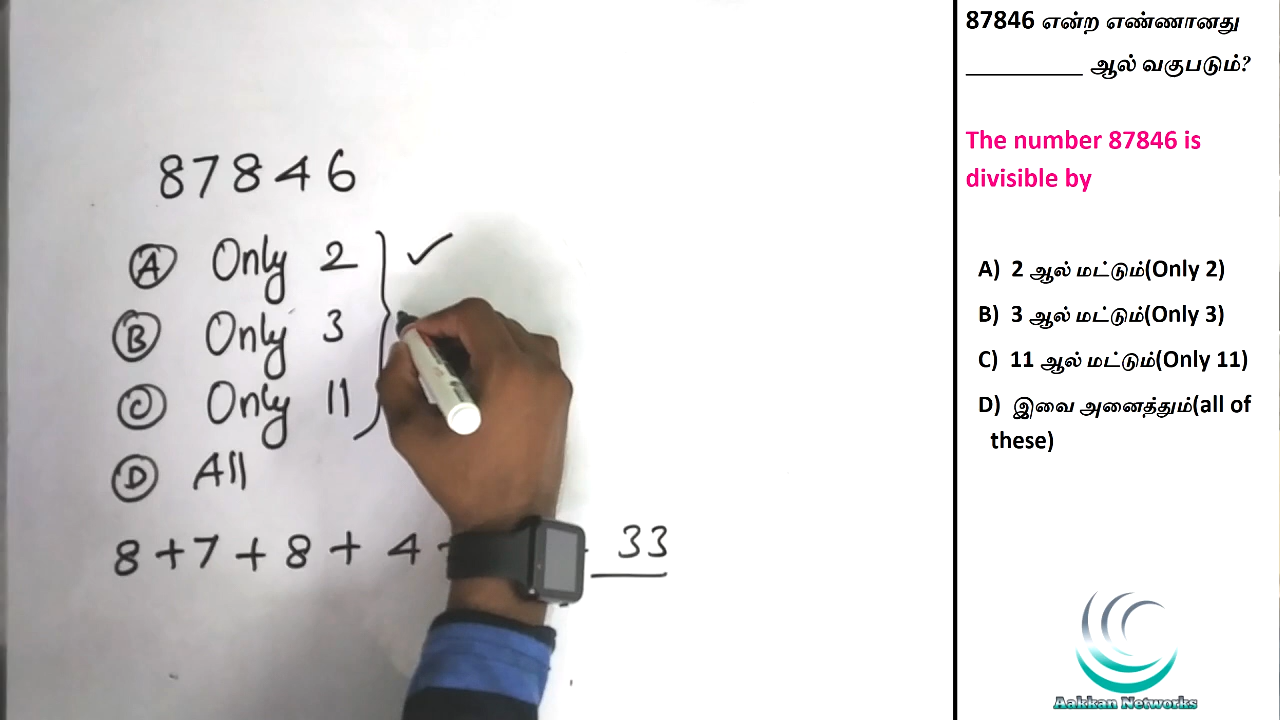 87846
A Only 2
B Only 3
C Only 11
D All
8 + 7 + 8 + 4 33
87846 என்ற எண்ணானது
__________ ஆல் வகுபடும்?
The number 87846 is
divisible by
A) 2 ஆல் மட்டும்(Only 2)
B) 3 ஆல் மட்டும்(Only 3)
C) 11 ஆல் மட்டும்(Only 11)
D) இவை அனைத்தும்(all of
these)
Aakkan Networks